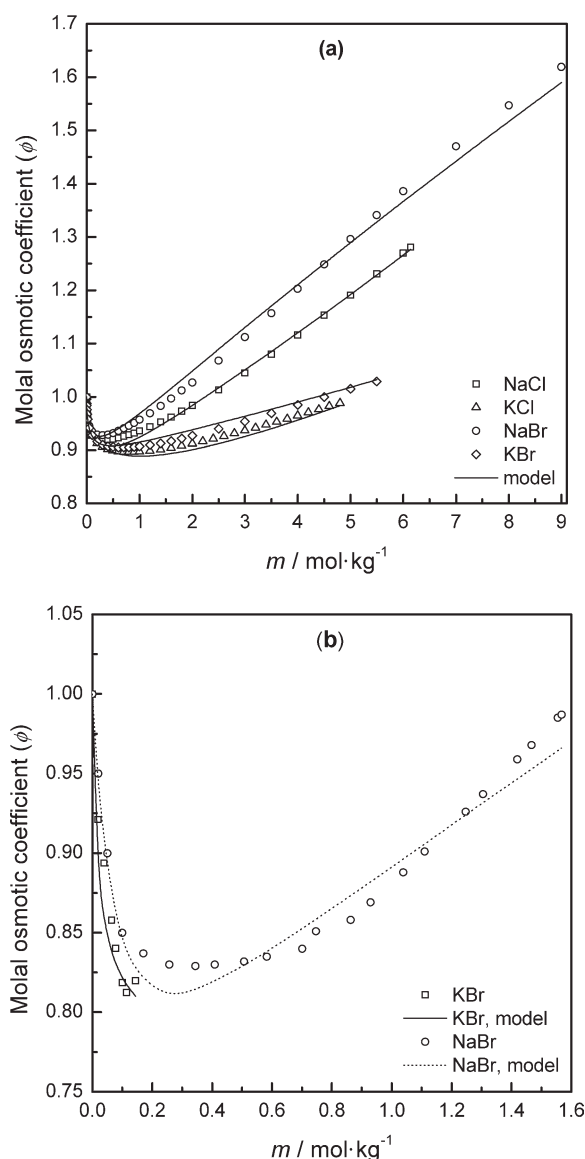 (a)
1.7
1.6
1.5
1.4
1.3
1.2
1.1
1.0
0.9
0.8
Molal osmotic coefficient (ϕ)
NaCl
KCl
NaBr
KBr
model
0 1 2 3 4 5 6 7 8 9
m / mol·kg⁻¹
(b)
1.05
1.00
0.95
0.90
0.85
0.80
0.75
Molal osmotic coefficient (ϕ)
KBr
KBr, model
NaBr
NaBr, model
0.0 0.2 0.4 0.6 0.8 1.0 1.2 1.4 1.6
m / mol·kg⁻¹